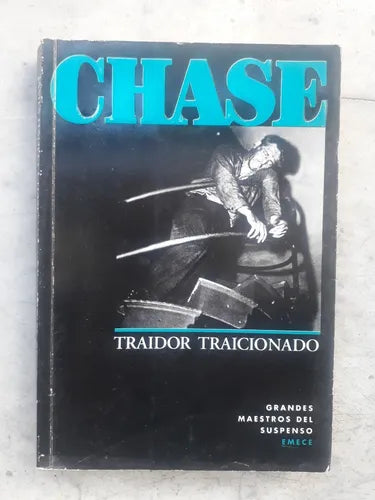 CHASE
TRAIDOR TRAICIONADO
GRANDES
MAESTROS DEL
SUSPENSO
EMECE